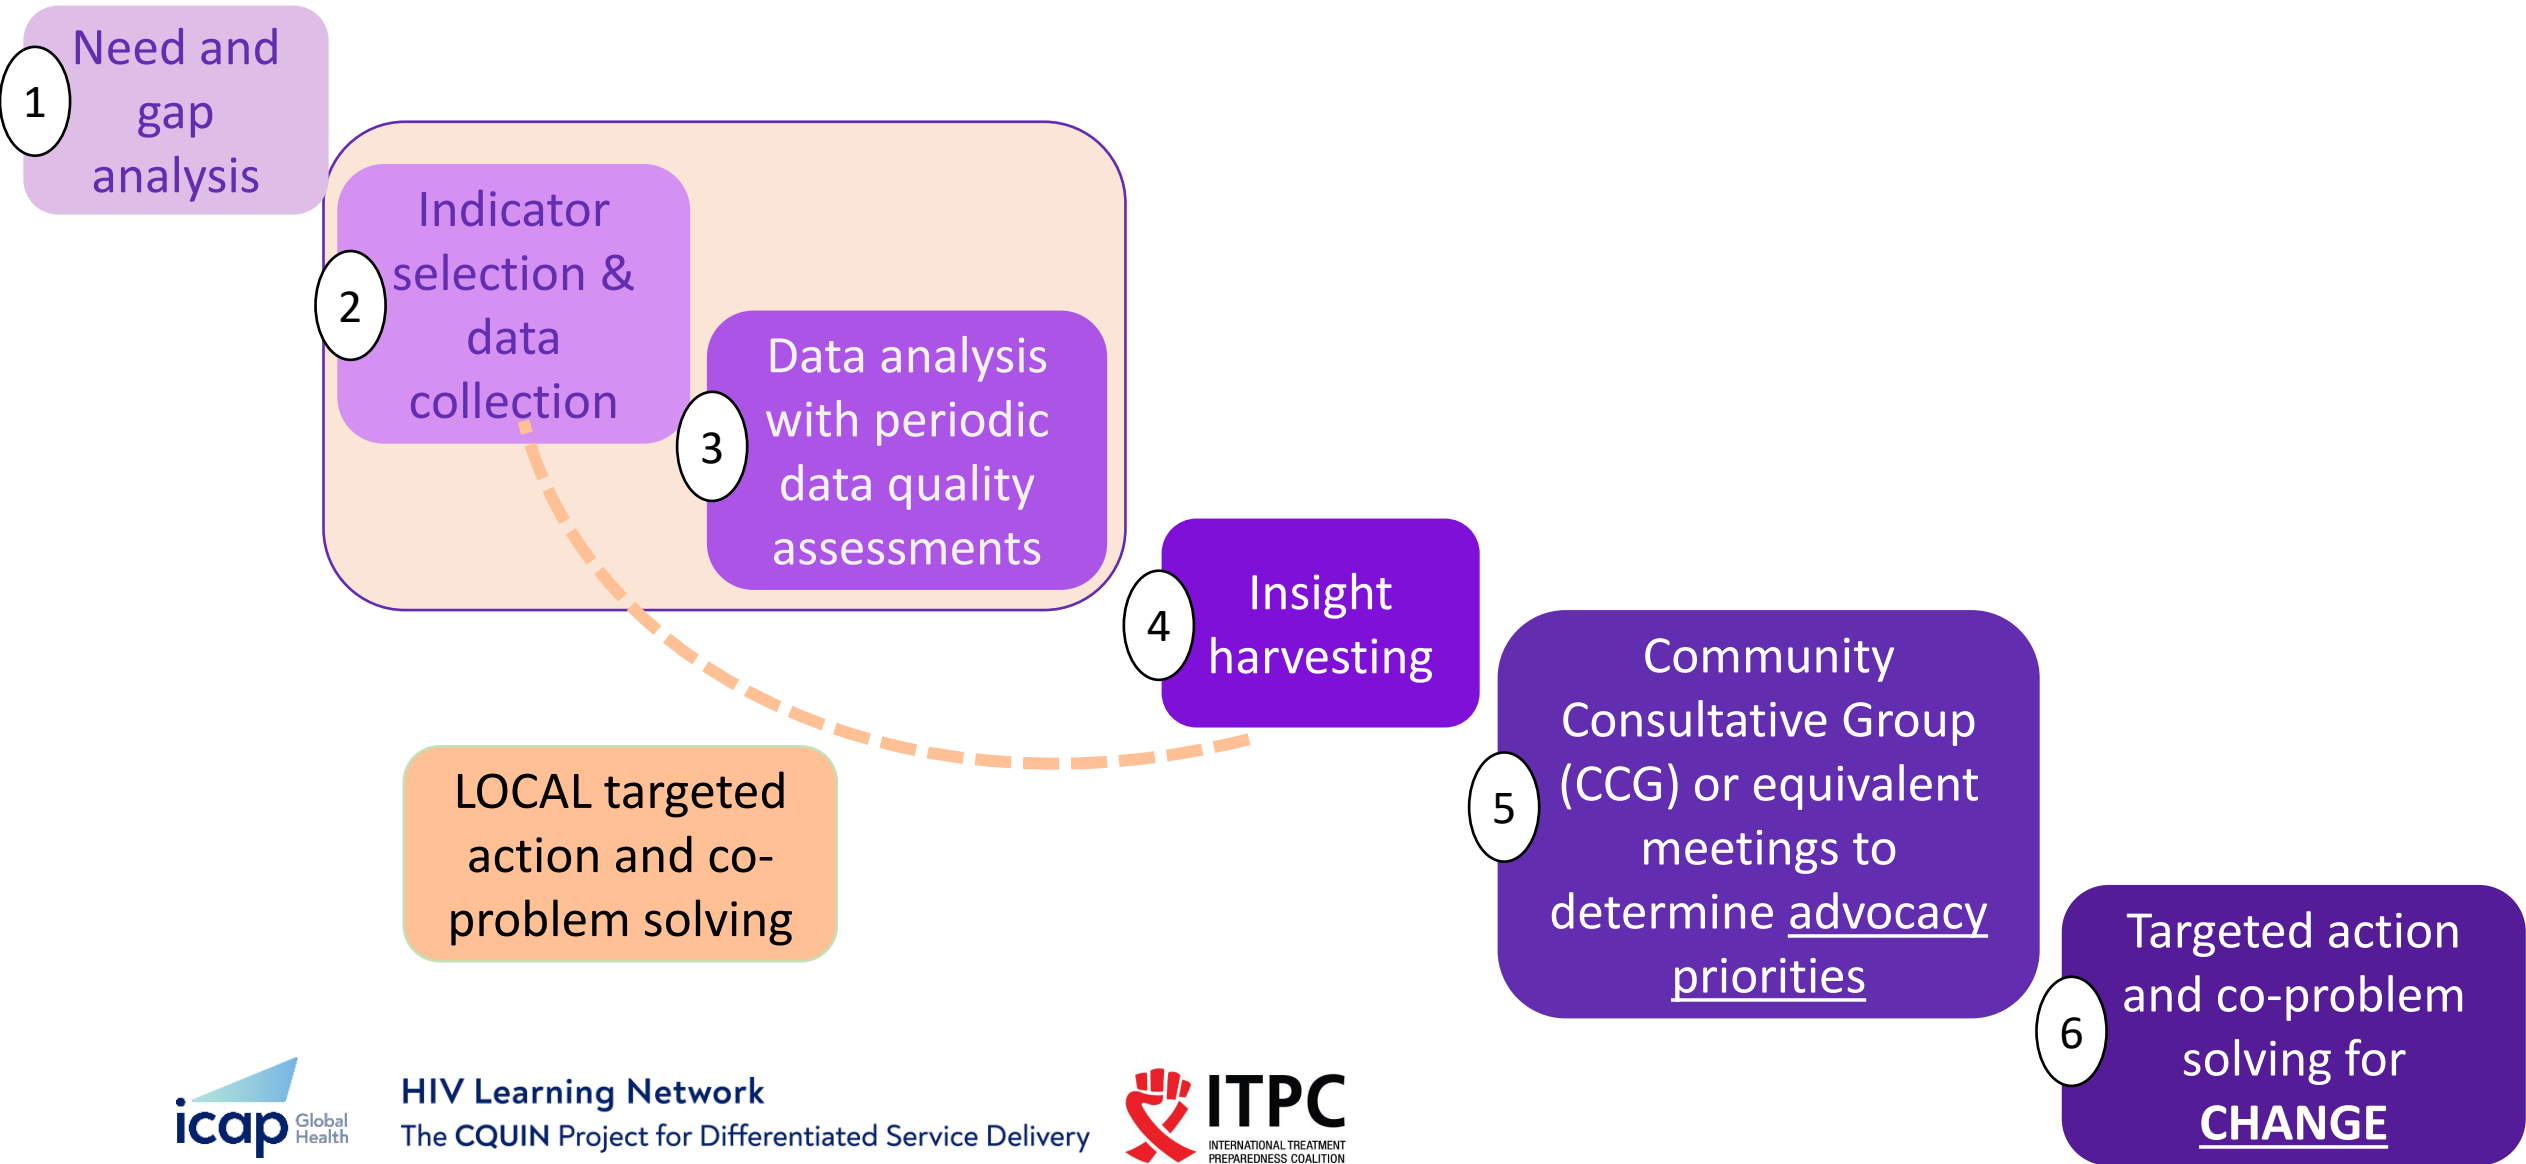 1
Need and
gap
analysis
2
Indicator
selection &
data
collection
3
Data analysis
with periodic
data quality
assessments
4
Insight
harvesting
5
Community
Consultative Group
(CCG) or equivalent
meetings to
determine advocacy
priorities
6
Targeted action
and co-problem
solving for
CHANGE
LOCAL targeted
action and co-
problem solving
icap Global
Health
HIV Learning Network
The CQUIN Project for Differentiated Service Delivery
ITPC
INTERNATIONAL TREATMENT
PREPAREDNESS COALITION